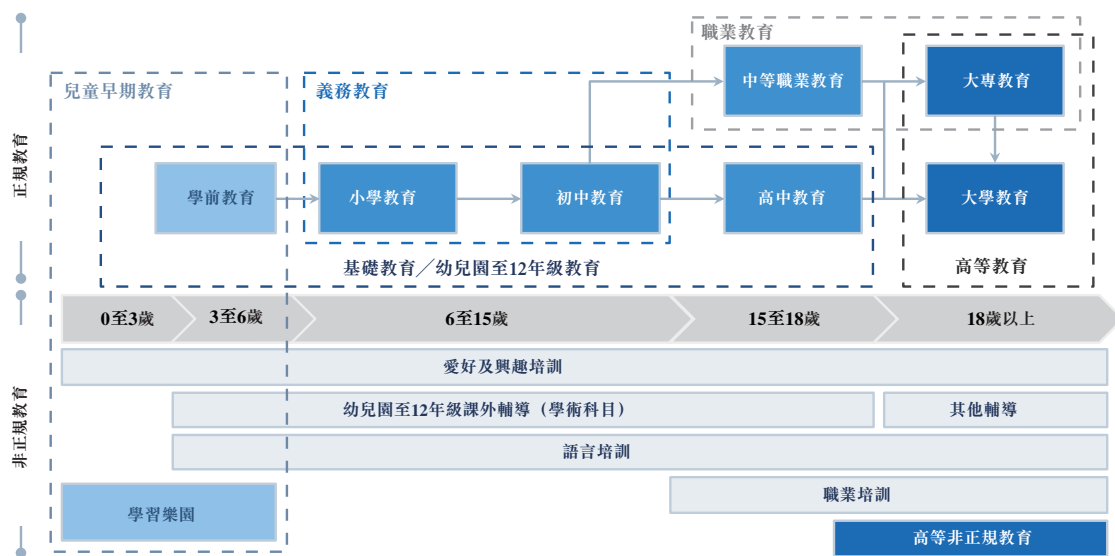 職業教育
兒童早期教育
義務教育
中等職業教育
大專教育
正規教育
學前教育
小學教育
初中教育
高中教育
大學教育
基礎教育／幼兒園至12年級教育
高等教育
0至3歲
3至6歲
6至15歲
15至18歲
18歲以上
非正規教育
愛好及興趣培訓
幼兒園至12年級課外輔導（學術科目）
其他輔導
語言培訓
職業培訓
學習樂園
高等非正規教育